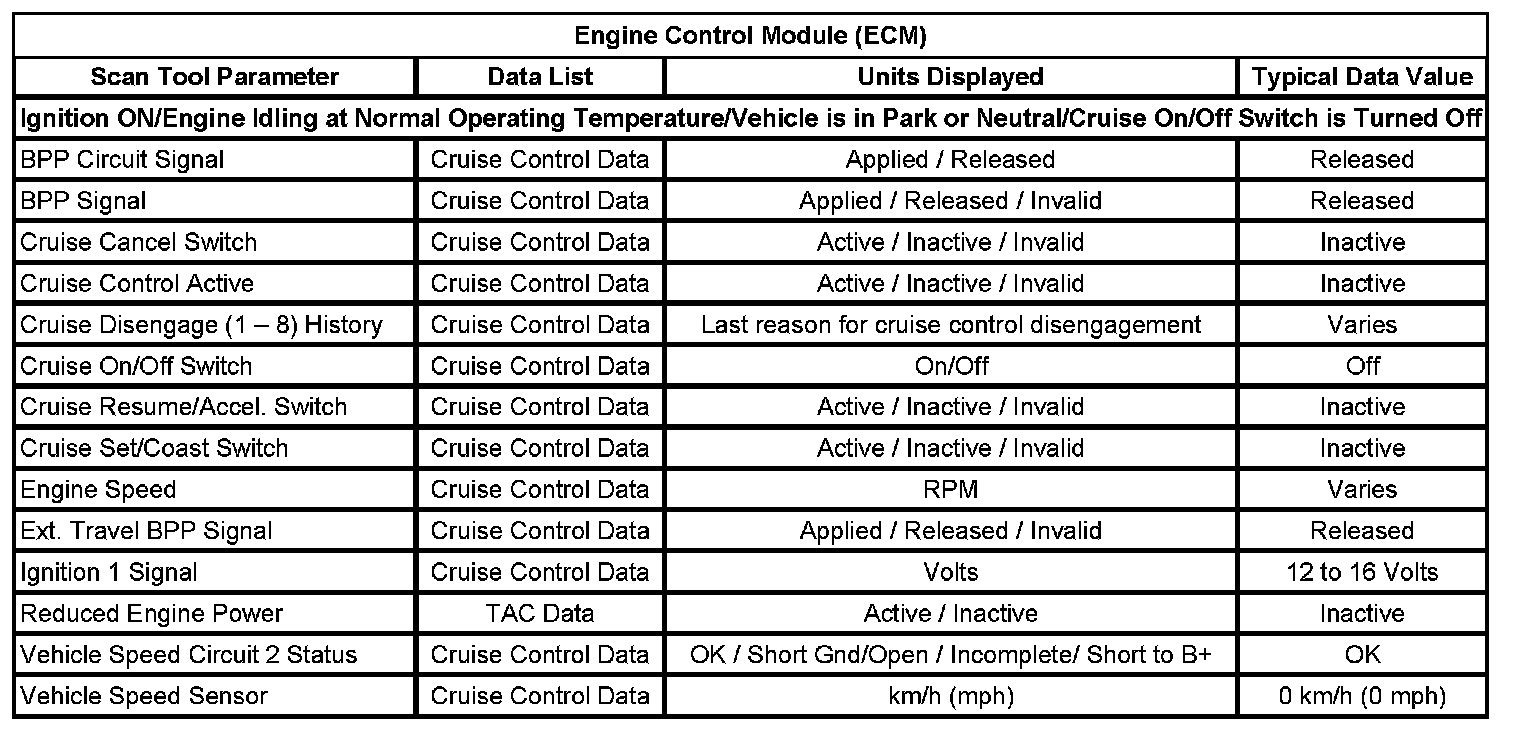 Engine Control Module (ECM)
Scan Tool Parameter Data List Units Displayed Typical Data Value
Ignition ON/Engine Idling at Normal Operating Temperature/Vehicle is in Park or Neutral/Cruise On/Off Switch is Turned Off
BPP Circuit Signal Cruise Control Data Applied / Released Released
BPP Signal Cruise Control Data Applied / Released / Invalid Released
Cruise Cancel Switch Cruise Control Data Active / Inactive / Invalid Inactive
Cruise Control Active Cruise Control Data Active / Inactive / Invalid Inactive
Cruise Disengage (1 – 8) History Cruise Control Data Last reason for cruise control disengagement Varies
Cruise On/Off Switch Cruise Control Data On/Off Off
Cruise Resume/Accel. Switch Cruise Control Data Active / Inactive / Invalid Inactive
Cruise Set/Coast Switch Cruise Control Data Active / Inactive / Invalid Inactive
Engine Speed Cruise Control Data RPM Varies
Ext. Travel BPP Signal Cruise Control Data Applied / Released / Invalid Released
Ignition 1 Signal Cruise Control Data Volts 12 to 16 Volts
Reduced Engine Power TAC Data Active / Inactive Inactive
Vehicle Speed Circuit 2 Status Cruise Control Data OK / Short Gnd/Open / Incomplete/ Short to B+ OK
Vehicle Speed Sensor Cruise Control Data km/h (mph) 0 km/h (0 mph)